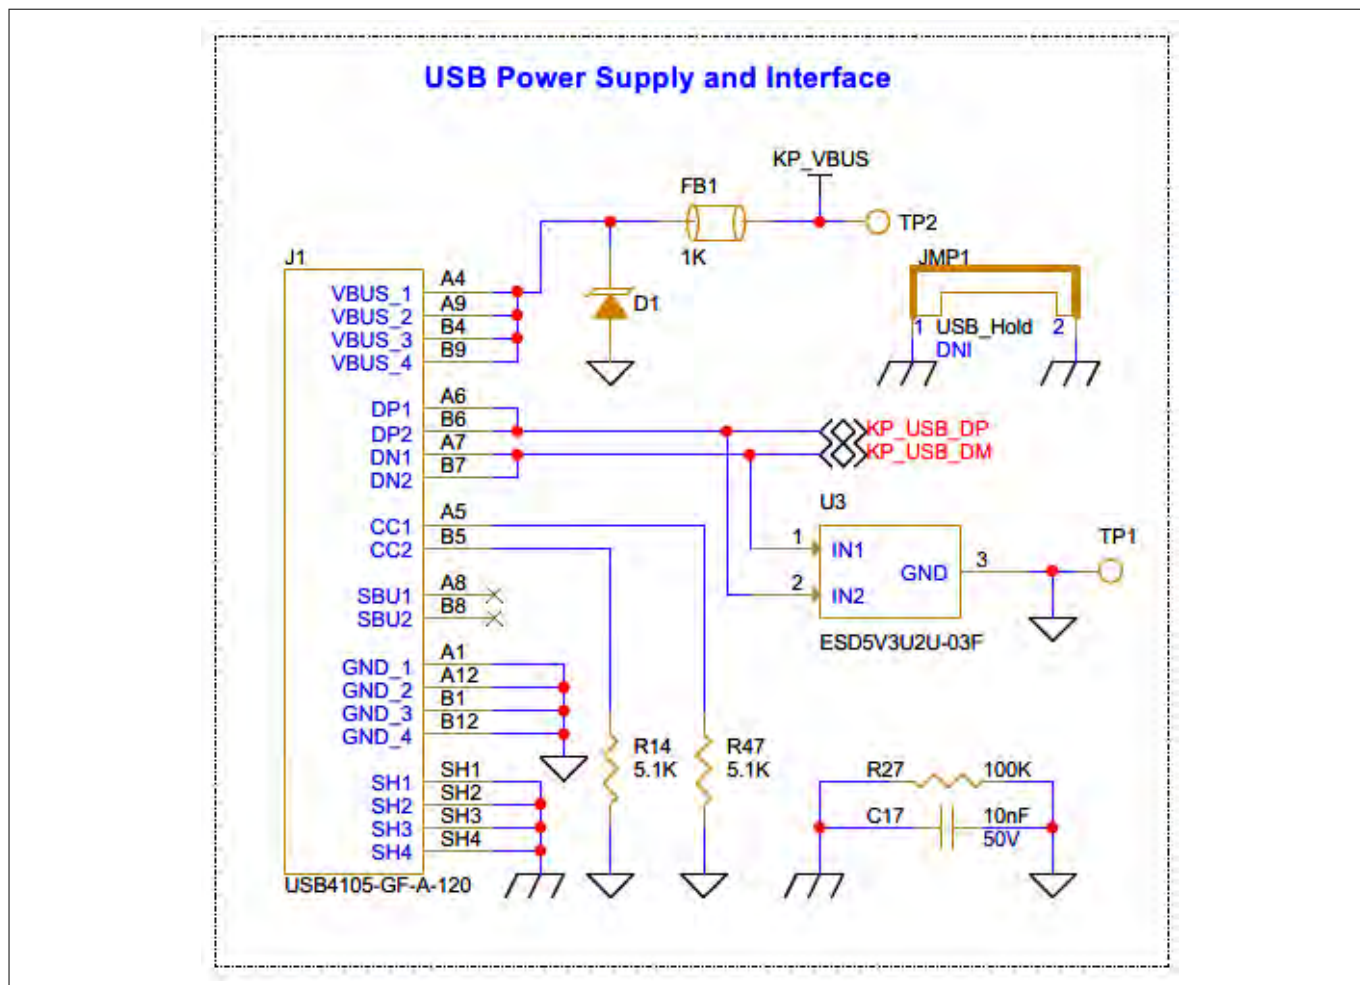 USB Power Supply and Interface
KP_VBUS
FB1
1K
TP2
D1
JMP1
1 USB_Hold 2
DNI
J1
VBUS_1 A4
VBUS_2 A9
VBUS_3 B4
VBUS_4 B9
DP1 A6
DP2 B6
DN1 A7
DN2 B7
CC1 A5
CC2 B5
SBU1 A8
SBU2 B8
GND_1 A1
GND_2 A12
GND_3 B1
GND_4 B12
SH1 SH1
SH2 SH2
SH3 SH3
SH4 SH4
USB4105-GF-A-120
KP_USB_DP
KP_USB_DM
U3
1 IN1
2 IN2
GND 3
ESD5V3U2U-03F
TP1
R14
5.1K
R47
5.1K
R27 100K
C17 10nF
50V